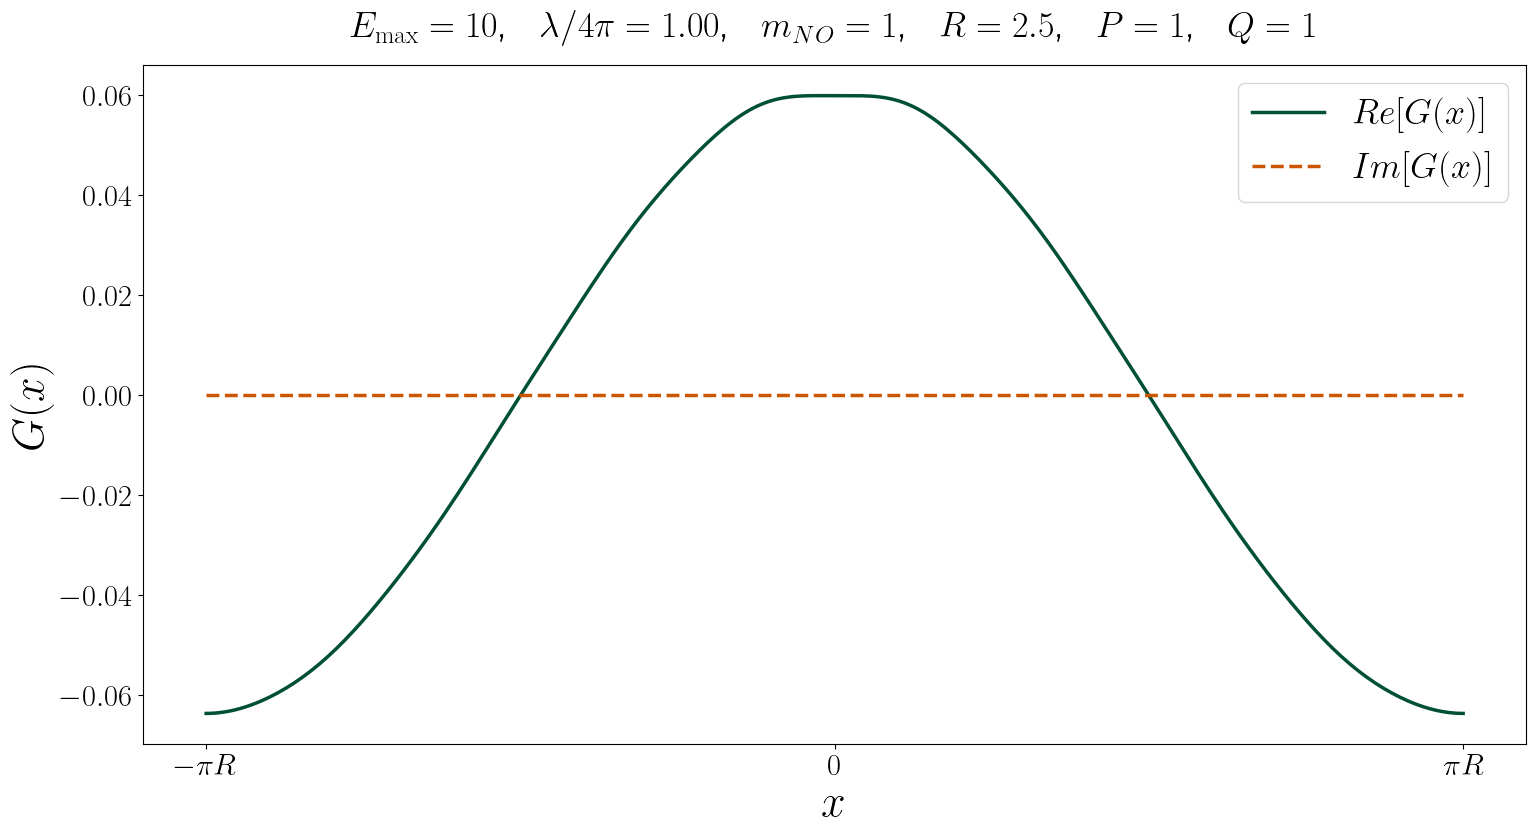 E_max = 10,   λ/4π = 1.00,   m_NO = 1,   R = 2.5,   P = 1,   Q = 1
Re[G(x)]
Im[G(x)]
0.06
0.04
0.02
0.00
−0.02
−0.04
−0.06
G(x)
−πR 0 πR
x